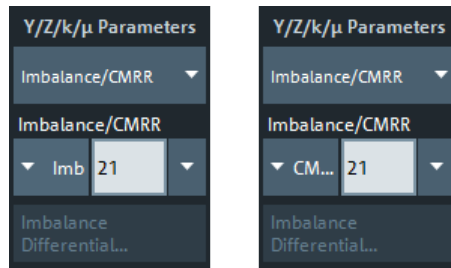 Y/Z/k/µ Parameters
Imbalance/CMRR
Imbalance/CMRR
Imb 21
Imbalance
Differential...
Y/Z/k/µ Parameters
Imbalance/CMRR
Imbalance/CMRR
CM... 21
Imbalance
Differential...